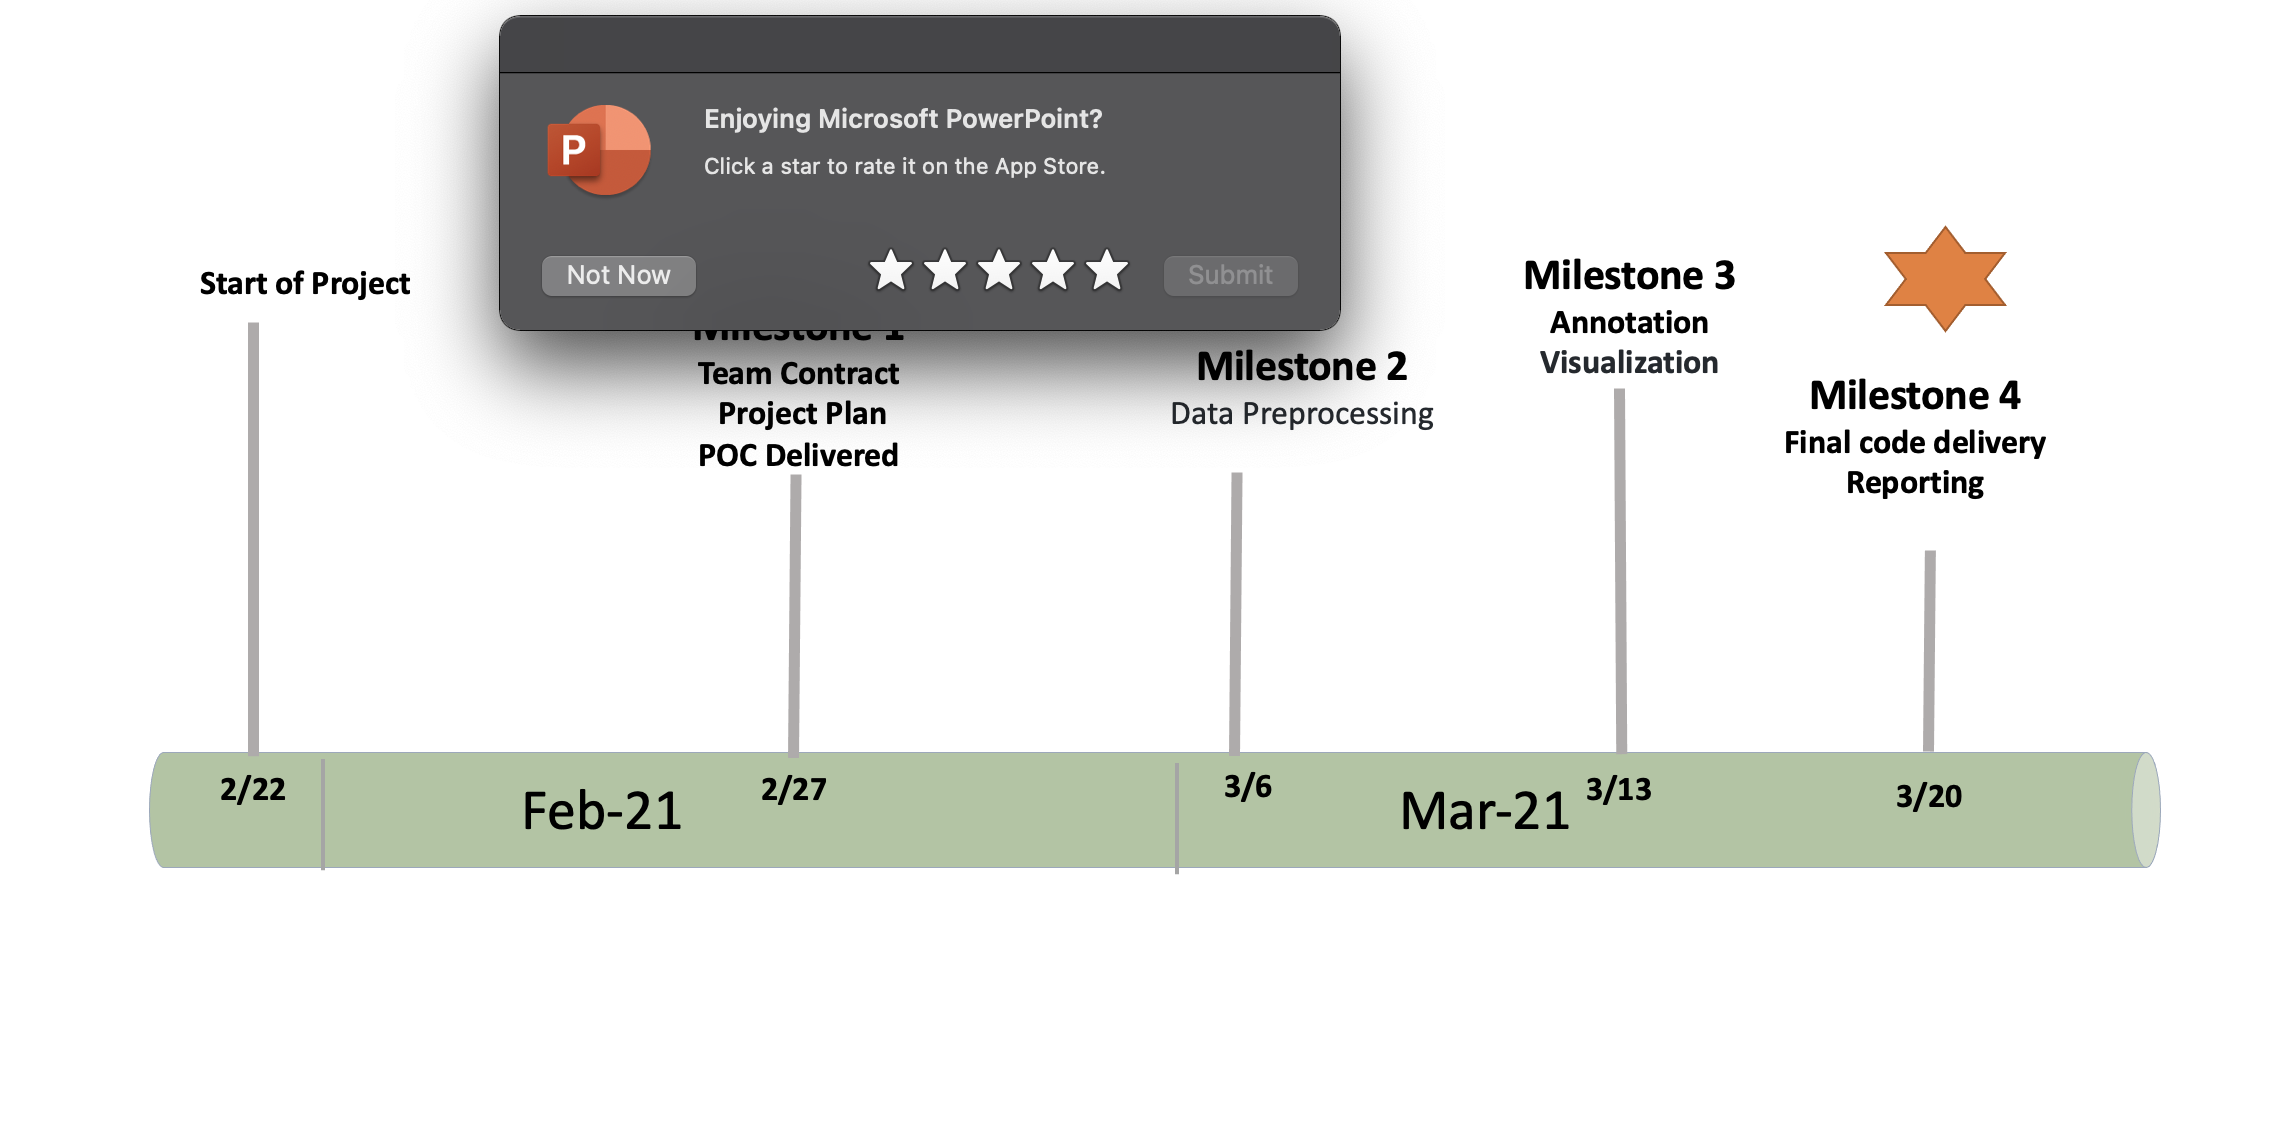 Enjoying Microsoft PowerPoint?
Click a star to rate it on the App Store.
P
Not Now
Submit
Start of Project
Milestone 1
Team Contract
Project Plan
POC Delivered
Milestone 2
Data Preprocessing
Milestone 3
Annotation
Visualization
Milestone 4
Final code delivery
Reporting
2/22
Feb-21
2/27
3/6
Mar-21
3/13
3/20